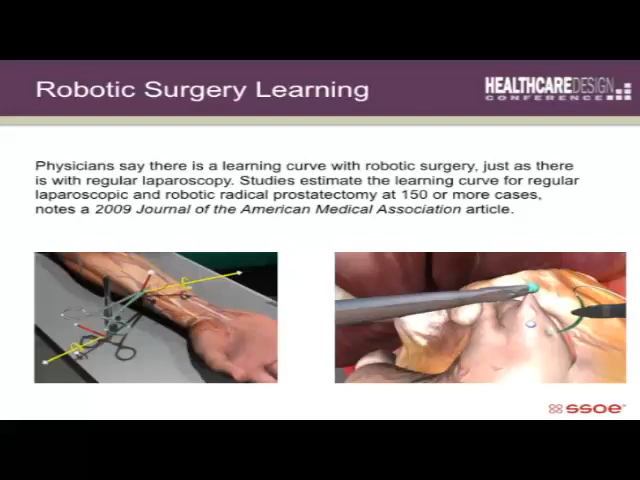 Robotic Surgery Learning
HEALTHCAREDESIGN
CONFERENCE
Physicians say there is a learning curve with robotic surgery, just as there
is with regular laparoscopy. Studies estimate the learning curve for regular
laparoscopic and robotic radical prostatectomy at 150 or more cases,
notes a 2009 Journal of the American Medical Association article.
ssoe